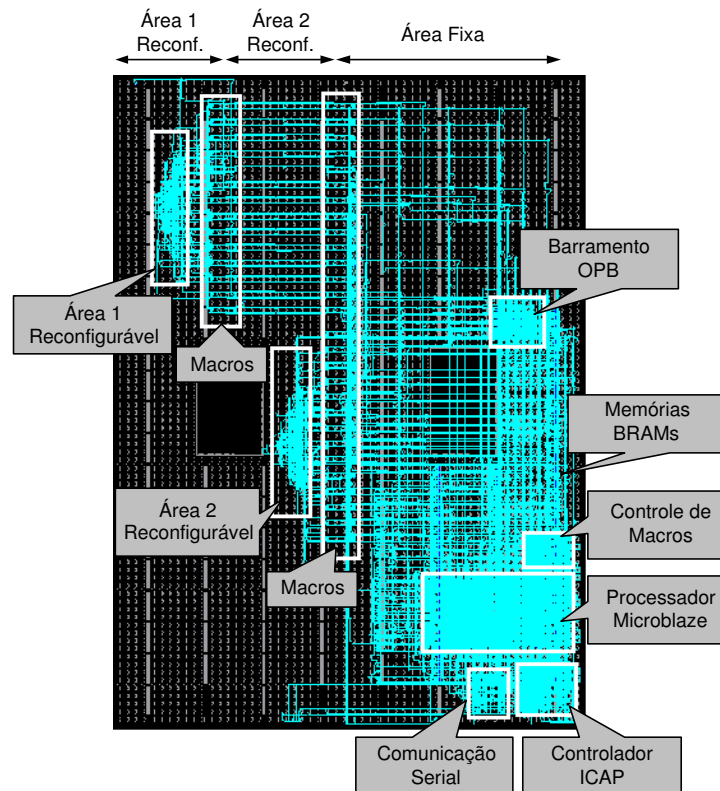 Área 1
Reconf.
Área 2
Reconf.
Área Fixa
Barramento
OPB
Área 1
Reconfigurável
Macros
Memórias
BRAMs
Área 2
Reconfigurável
Controle de
Macros
Macros
Processador
Microblaze
Comunicação
Serial
Controlador
ICAP